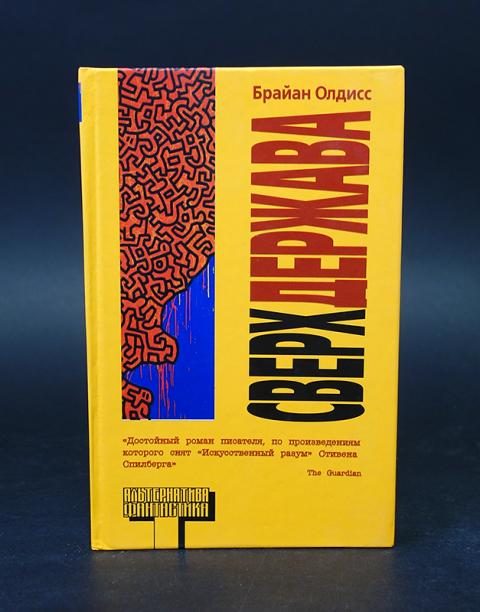 Брайан Олдисс
СВЕРХДЕРЖАВА
«Достойный роман писателя, по произведениям
которого снят «Искусственный разум» Стивена
Спилберга»
The Guardian
АЛЬТЕРНАТИВА
ФАНТАСТИКА